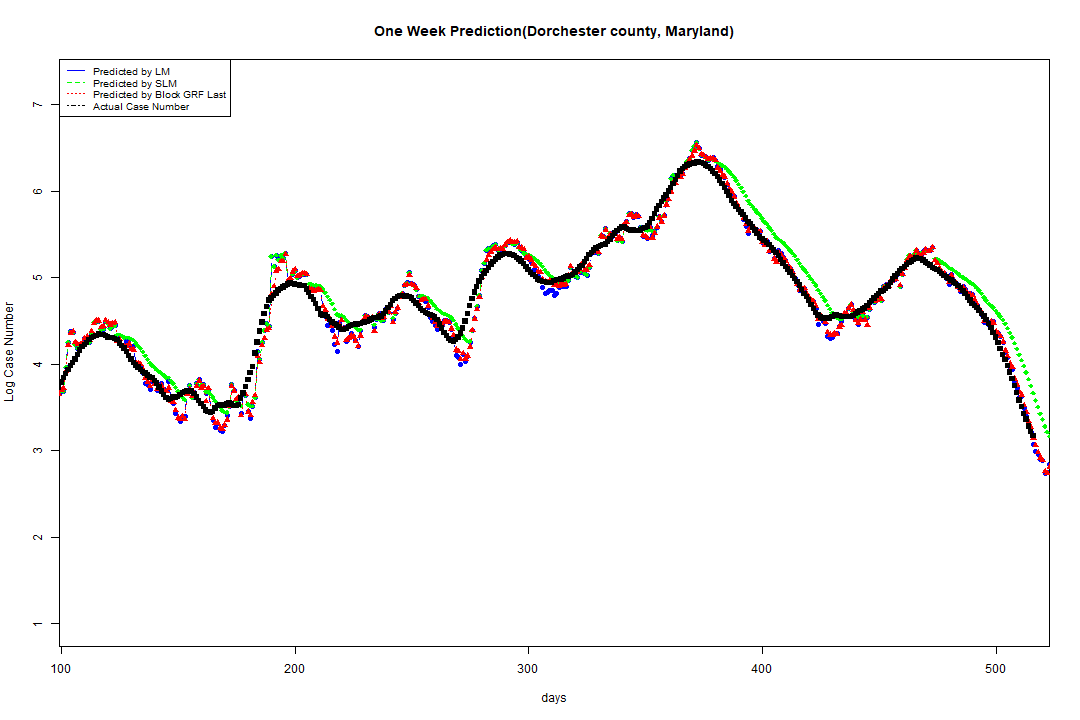 One Week Prediction(Dorchester county, Maryland)
Predicted by LM
Predicted by SLM
Predicted by Block GRF Last
Actual Case Number
7
6
5
4
3
2
1
Log Case Number
100 200 300 400 500
days